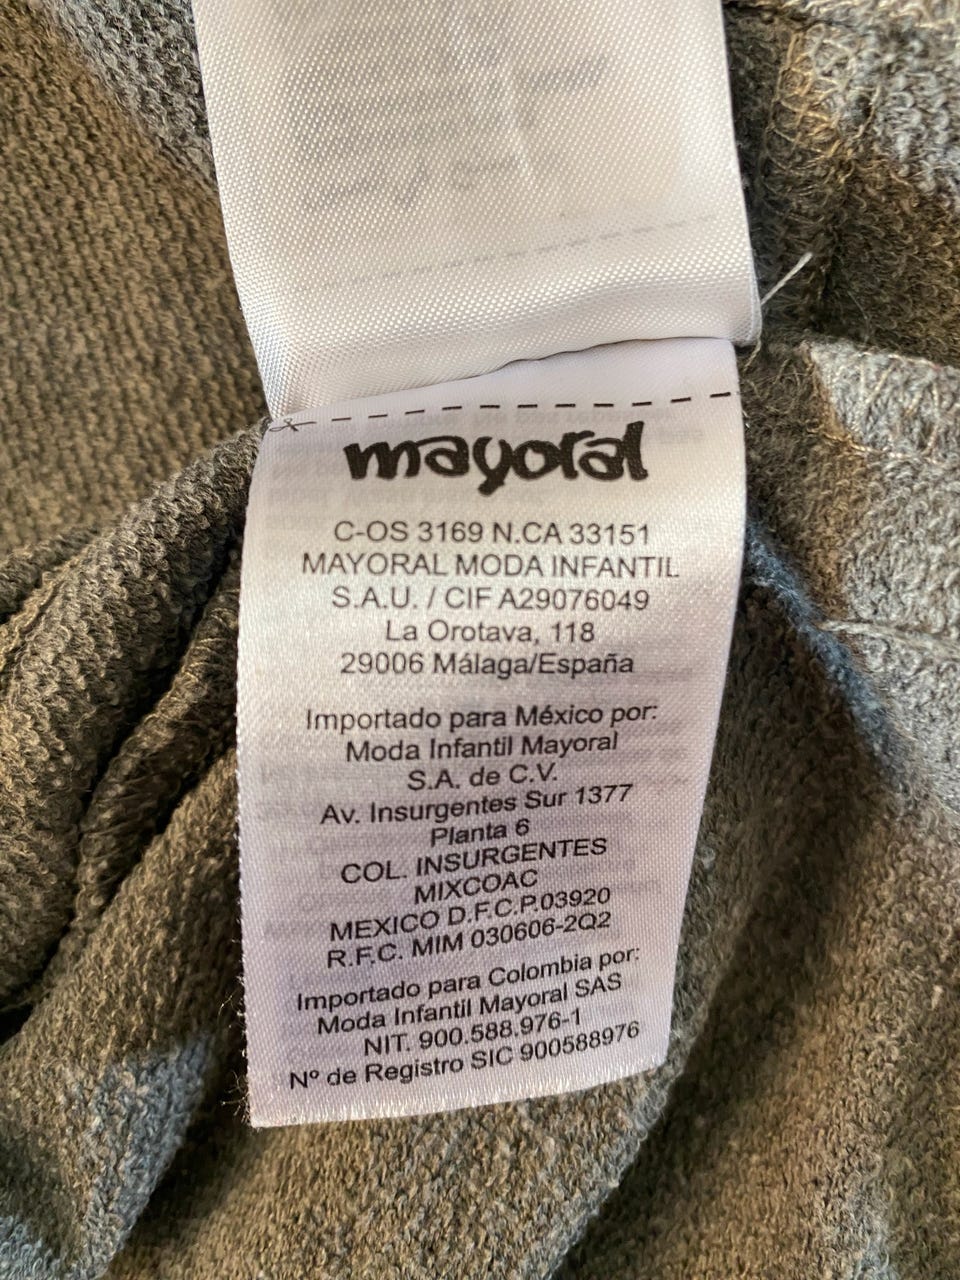 mayoral
C-OS 3169 N.CA 33151
MAYORAL MODA INFANTIL
S.A.U. / CIF A29076049
La Orotava, 118
29006 Málaga/España
Importado para México por:
Moda Infantil Mayoral
S.A. de C.V.
Av. Insurgentes Sur 1377
Planta 6
COL. INSURGENTES
MIXCOAC
MEXICO D.F.C.P.03920
R.F.C. MIM 030606-2Q2
Importado para Colombia por:
Moda Infantil Mayoral SAS
NIT. 900.588.976-1
Nº de Registro SIC 900588976